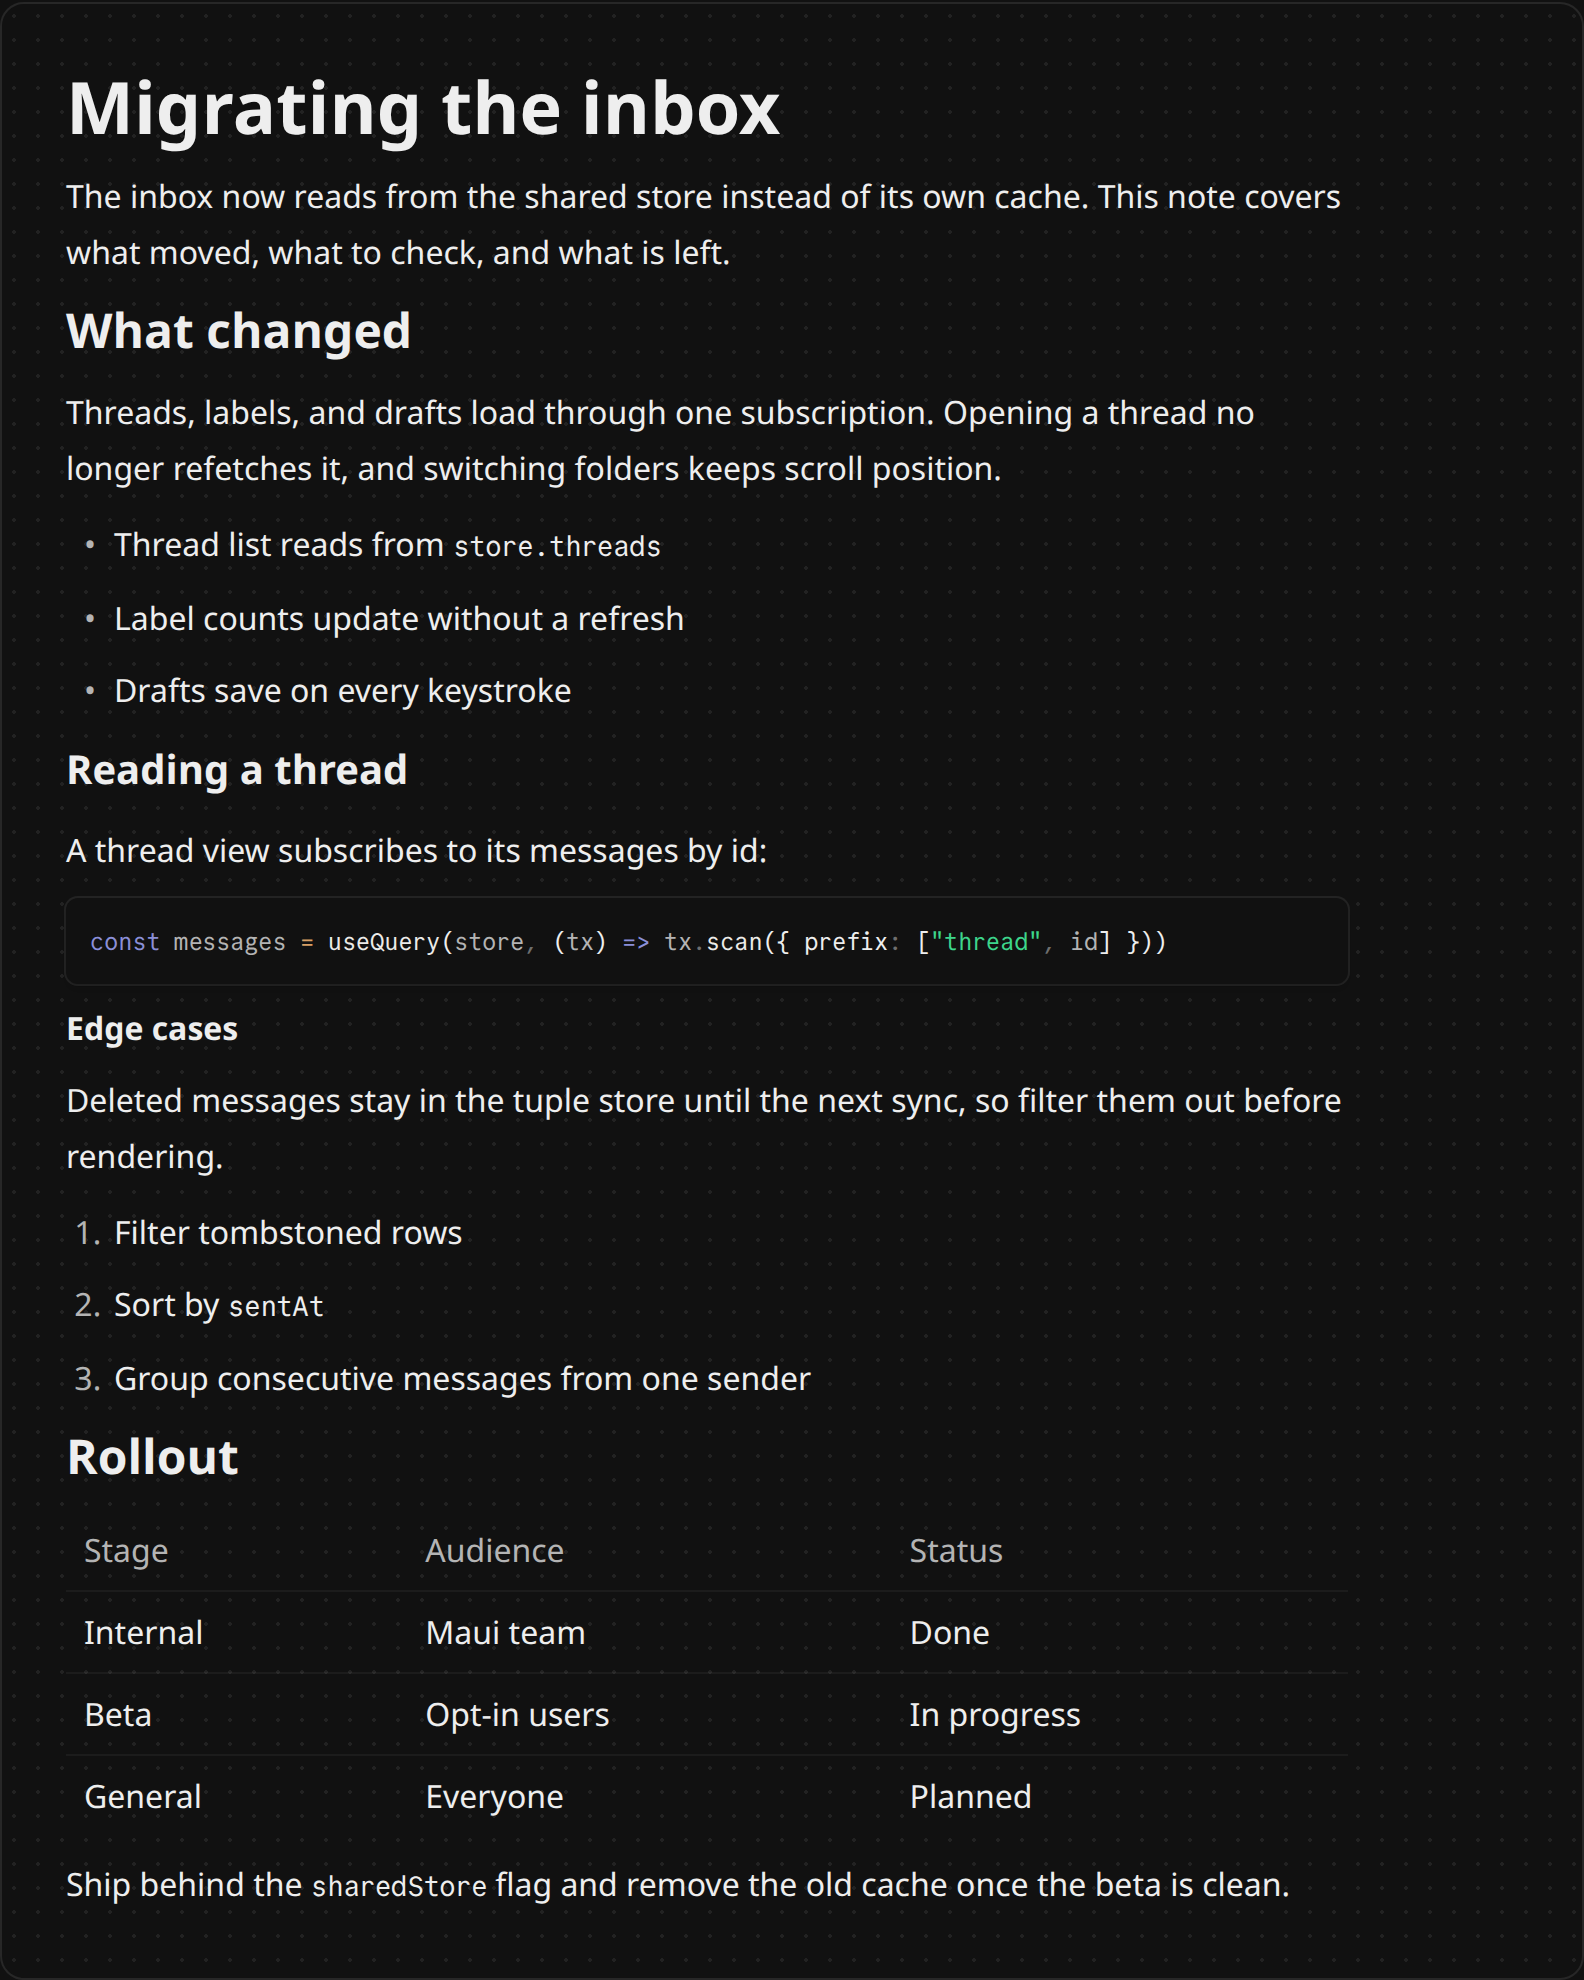 Migrating the inbox
The inbox now reads from the shared store instead of its own cache. This note covers
what moved, what to check, and what is left.
What changed
Threads, labels, and drafts load through one subscription. Opening a thread no
longer refetches it, and switching folders keeps scroll position.
• Thread list reads from store.threads
• Label counts update without a refresh
• Drafts save on every keystroke
Reading a thread
A thread view subscribes to its messages by id:
const messages = useQuery(store, (tx) => tx.scan({ prefix: ["thread", id] }))
Edge cases
Deleted messages stay in the tuple store until the next sync, so filter them out before
rendering.
1. Filter tombstoned rows
2. Sort by sentAt
3. Group consecutive messages from one sender
Rollout
Stage Audience Status
Internal Maui team Done
Beta Opt-in users In progress
General Everyone Planned
Ship behind the sharedStore flag and remove the old cache once the beta is clean.